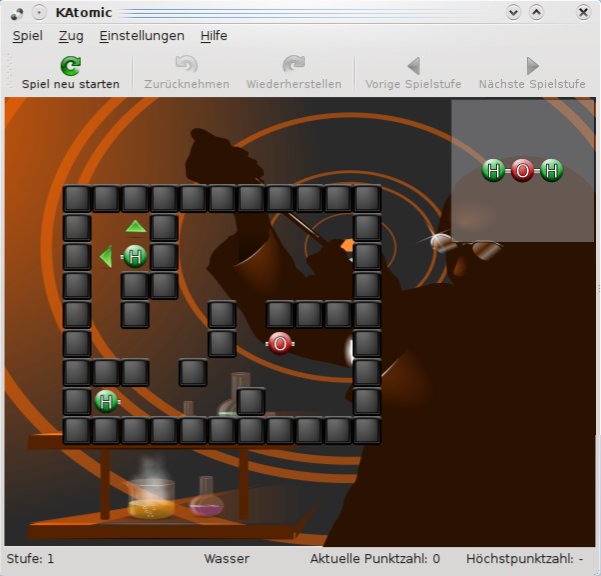 KAtomic
Spiel Zug Einstellungen Hilfe
Spiel neu starten Zurücknehmen Wiederherstellen Vorige Spielstufe Nächste Spielstufe
H O H
H
O
H
Stufe: 1 Wasser Aktuelle Punktzahl: 0 Höchstpunktzahl: -